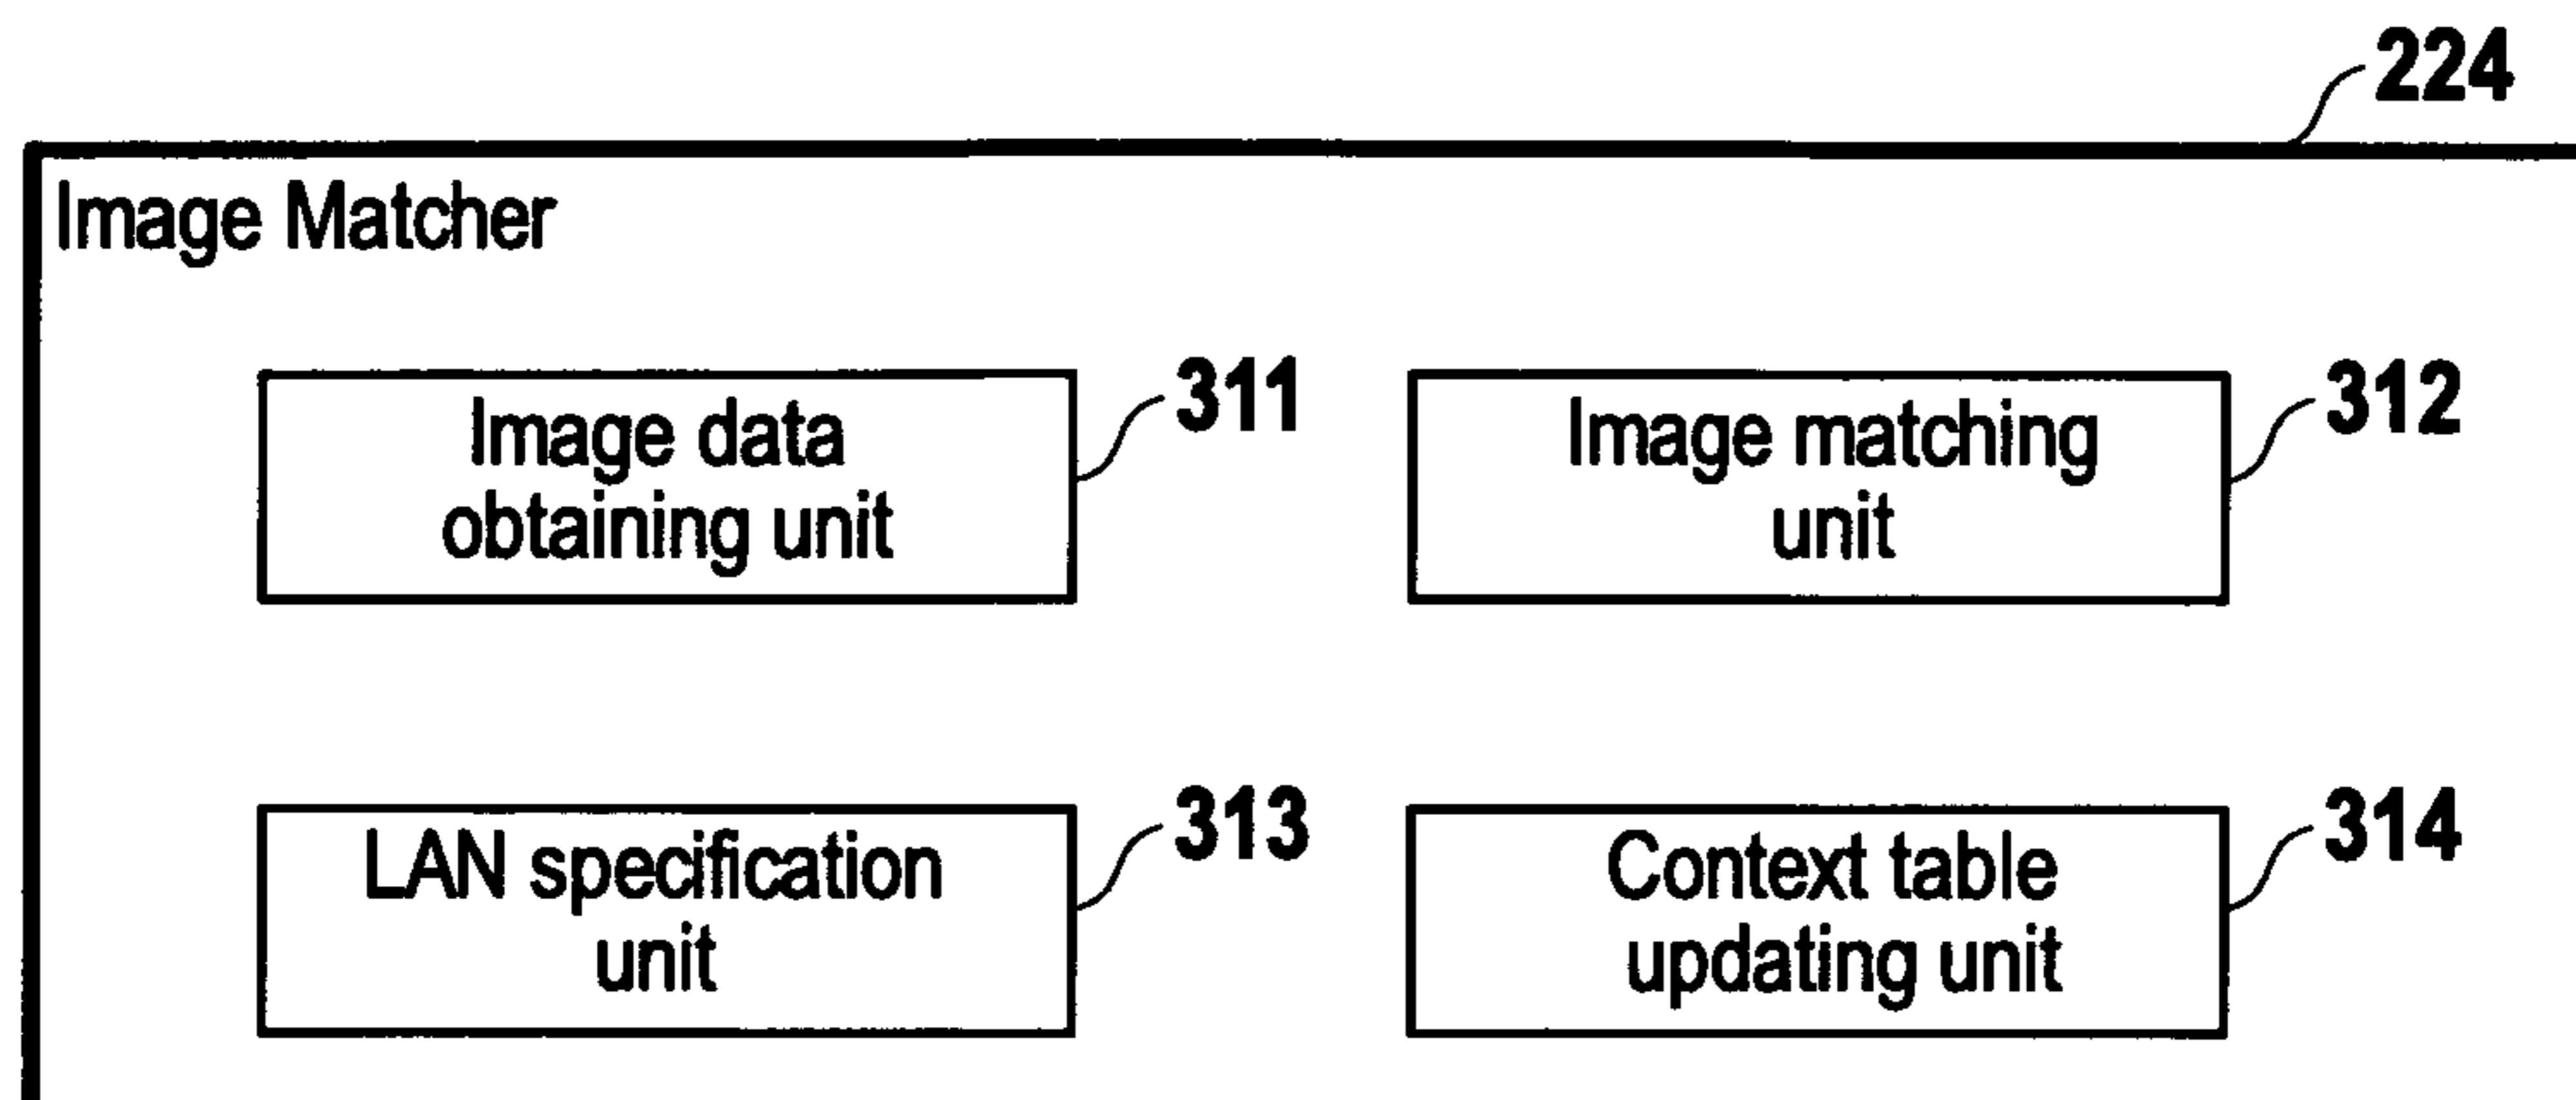 224
Image Matcher
Image data
obtaining unit
311
Image matching
unit
312
LAN specification
unit
313
Context table
updating unit
314